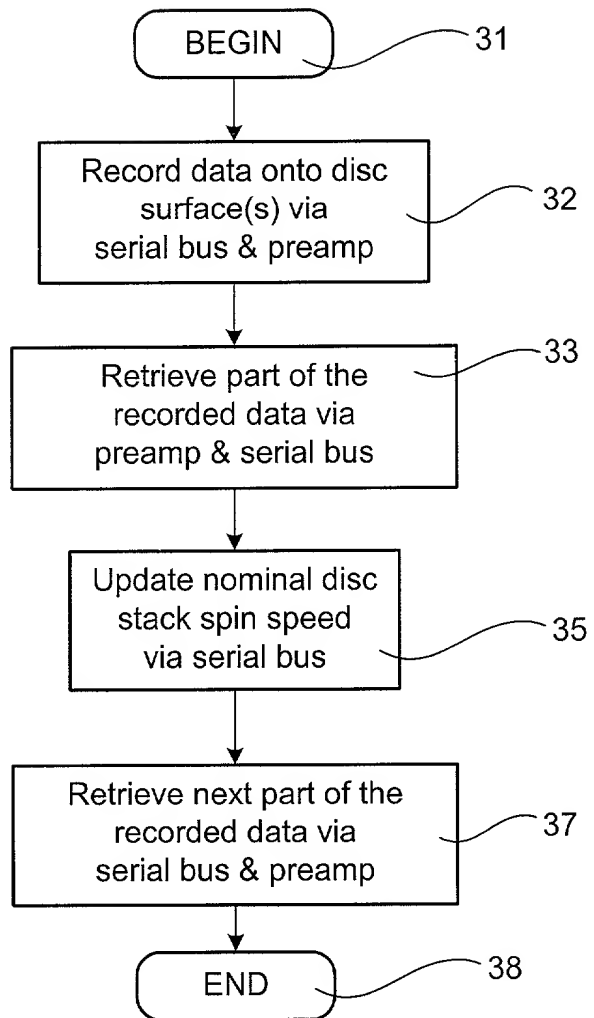 BEGIN
31
Record data onto disc
surface(s) via
serial bus & preamp
32
Retrieve part of the
recorded data via
preamp & serial bus
33
Update nominal disc
stack spin speed
via serial bus
35
Retrieve next part of the
recorded data via
serial bus & preamp
37
END
38